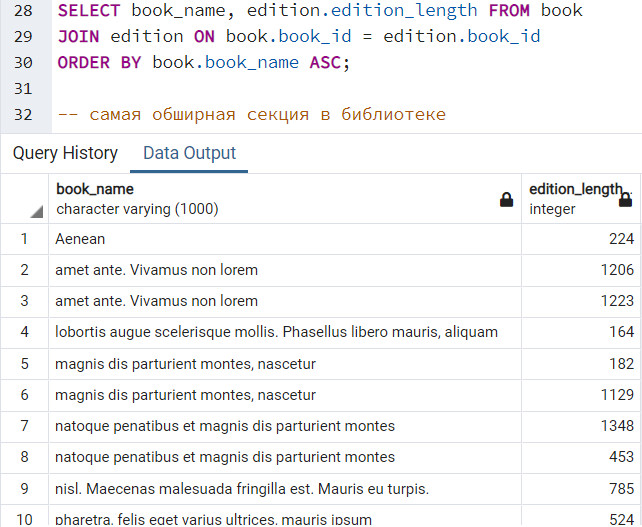 28 SELECT book_name, edition.edition_length FROM book
29 JOIN edition ON book.book_id = edition.book_id
30 ORDER BY book.book_name ASC;
31
32 -- самая обширная секция в библиотеке
Query History Data Output
book_name edition_length
character varying (1000) integer
1 Aenean 224
2 amet ante. Vivamus non lorem 1206
3 amet ante. Vivamus non lorem 1223
4 lobortis augue scelerisque mollis. Phasellus libero mauris, aliquam 164
5 magnis dis parturient montes, nascetur 182
6 magnis dis parturient montes, nascetur 1129
7 natoque penatibus et magnis dis parturient montes 1348
8 natoque penatibus et magnis dis parturient montes 453
9 nisl. Maecenas malesuada fringilla est. Mauris eu turpis. 785
10 pharetra, felis eget varius ultrices, mauris ipsum 524